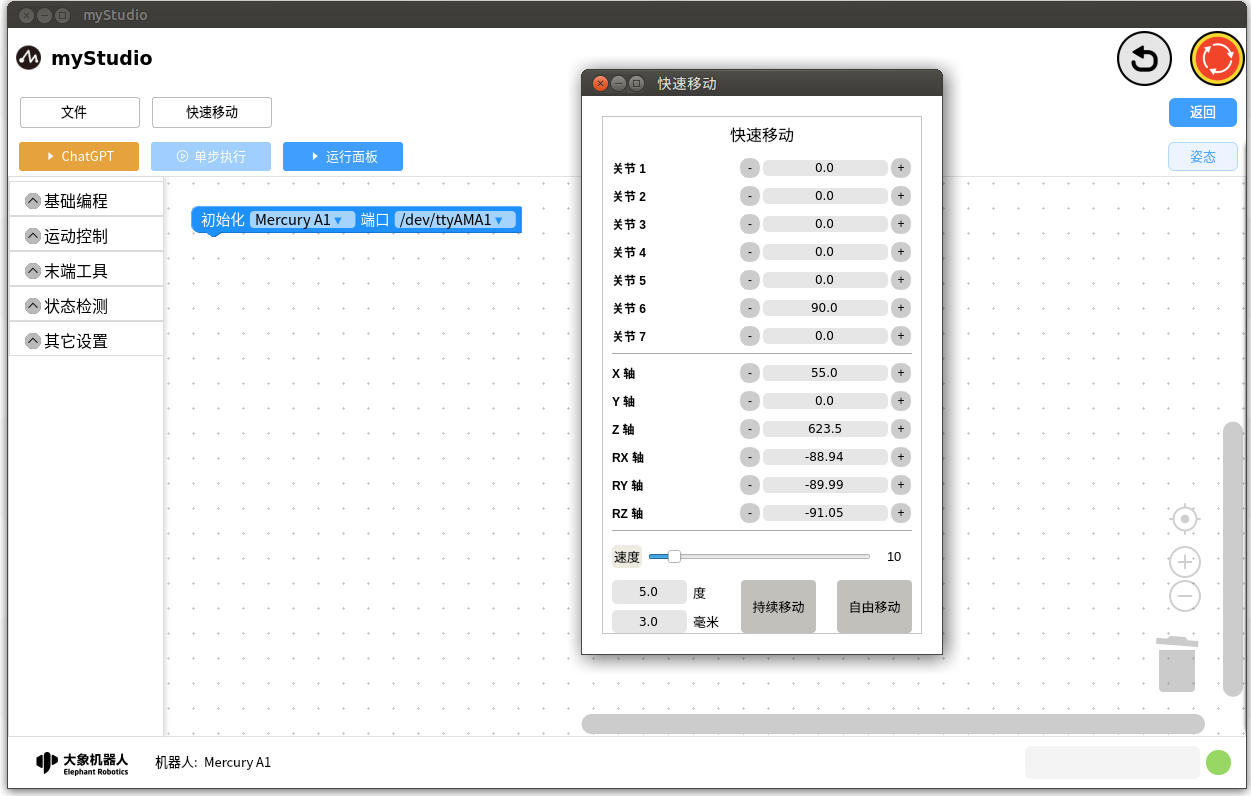 myStudio
myStudio
文件
快速移动
返回
ChatGPT
单步执行
运行面板
姿态
基础编程
运动控制
末端工具
状态检测
其它设置
初始化 Mercury A1 ▾ 端口 /dev/ttyAMA1 ▾
快速移动
快速移动
关节 1 - 0.0 +
关节 2 - 0.0 +
关节 3 - 0.0 +
关节 4 - 0.0 +
关节 5 - 0.0 +
关节 6 - 90.0 +
关节 7 - 0.0 +
X 轴 - 55.0 +
Y 轴 - 0.0 +
Z 轴 - 623.5 +
RX 轴 - -88.94 +
RY 轴 - -89.99 +
RZ 轴 - -91.05 +
速度 10
5.0 度
3.0 毫米
持续移动
自由移动
大象机器人
Elephant Robotics
机器人: Mercury A1